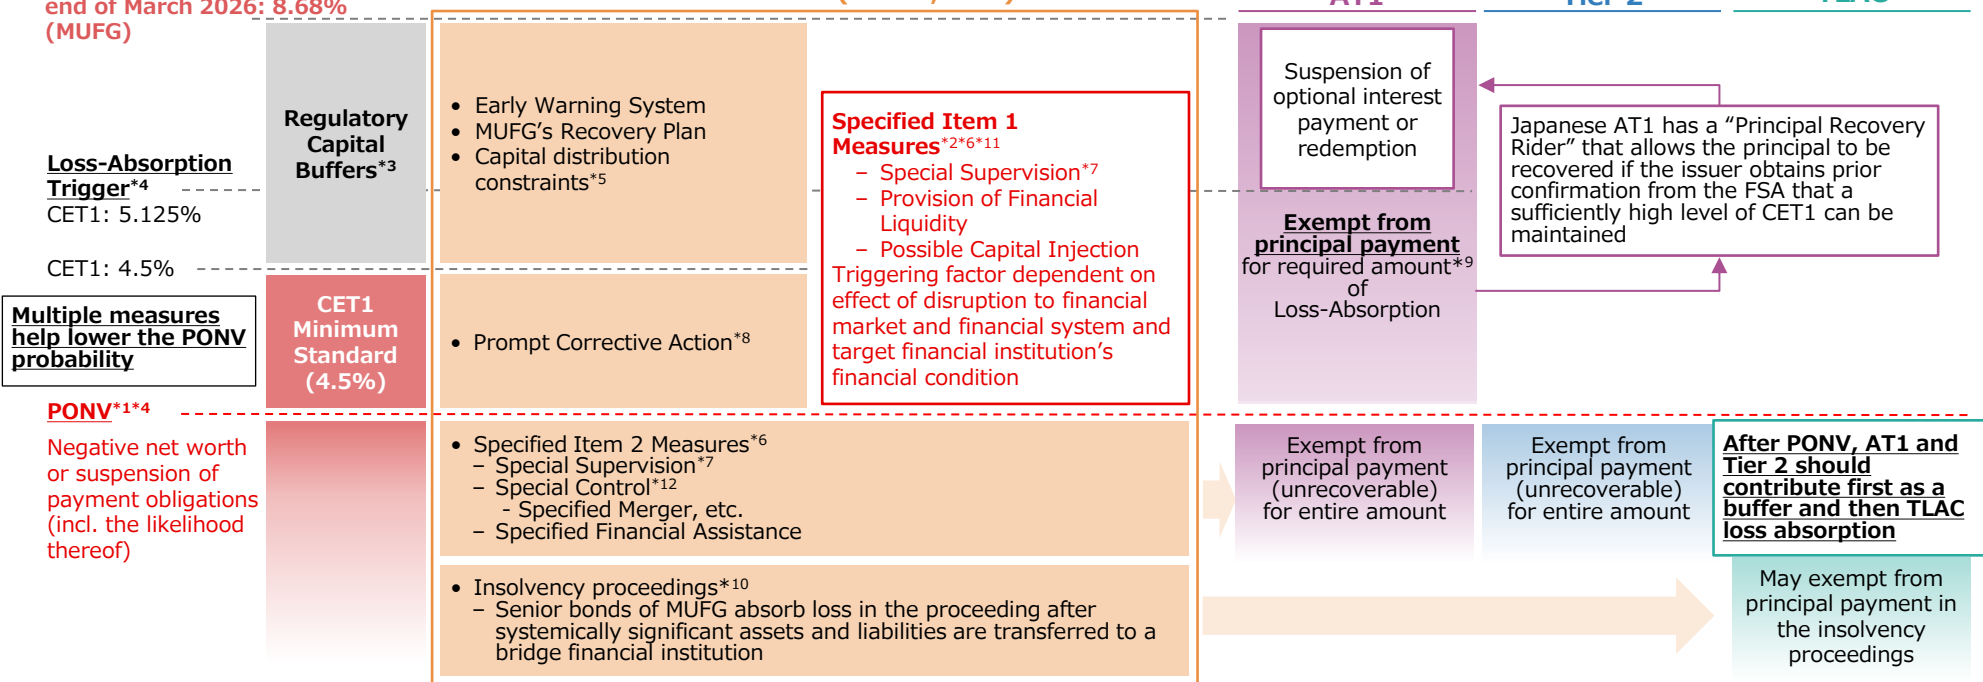 end of March 2026: 8.68%
(MUFG)
AT1
Tier 2
TLAC
Loss-Absorption
Trigger*4
CET1: 5.125%
CET1: 4.5%
Multiple measures
help lower the PONV
probability
PONV*1*4
Negative net worth
or suspension of
payment obligations
(incl. the likelihood
thereof)
Regulatory
Capital
Buffers*3
CET1
Minimum
Standard
(4.5%)
• Early Warning System
• MUFG’s Recovery Plan
• Capital distribution
constraints*5
• Prompt Corrective Action*8
Specified Item 1
Measures*2*6*11
– Special Supervision*7
– Provision of Financial
Liquidity
– Possible Capital Injection
Triggering factor dependent on
effect of disruption to financial
market and financial system and
target financial institution’s
financial condition
• Specified Item 2 Measures*6
– Special Supervision*7
– Special Control*12
- Specified Merger, etc.
– Specified Financial Assistance
• Insolvency proceedings*10
– Senior bonds of MUFG absorb loss in the proceeding after
systemically significant assets and liabilities are transferred to a
bridge financial institution
Suspension of
optional interest
payment or
redemption
Exempt from
principal payment
for required amount*9
of
Loss-Absorption
Japanese AT1 has a “Principal Recovery
Rider” that allows the principal to be
recovered if the issuer obtains prior
confirmation from the FSA that a
sufficiently high level of CET1 can be
maintained
Exempt from
principal payment
(unrecoverable)
for entire amount
Exempt from
principal payment
(unrecoverable)
for entire amount
After PONV, AT1 and
Tier 2 should
contribute first as a
buffer and then TLAC
loss absorption
May exempt from
principal payment in
the insolvency
proceedings